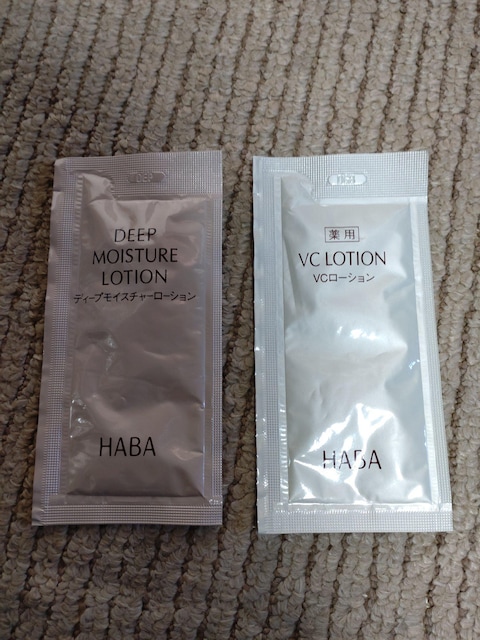 DEEP
MOISTURE
LOTION
ディープモイスチャーローション
HABA
薬用
VC LOTION
VCローション
HABA